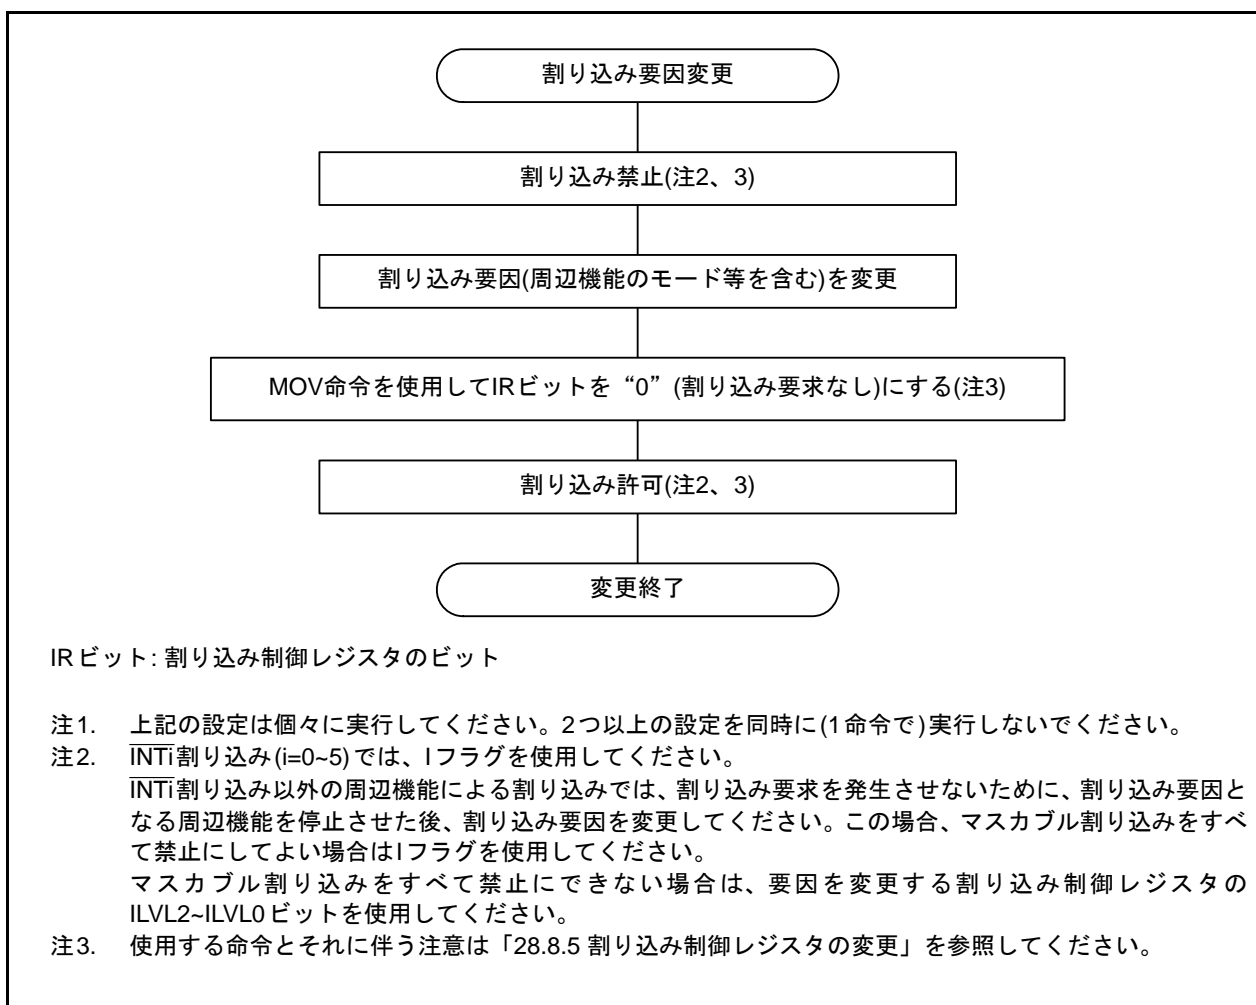 割り込み要因変更
割り込み禁止(注2、3)
割り込み要因(周辺機能のモード等を含む)を変更
MOV命令を使用してIRビットを“0”(割り込み要求なし)にする(注3)
割り込み許可(注2、3)
変更終了
IRビット: 割り込み制御レジスタのビット
注1. 上記の設定は個々に実行してください。2つ以上の設定を同時に(1命令で)実行しないでください。
注2. INTi割り込み(i=0~5)では、Iフラグを使用してください。
INTi割り込み以外の周辺機能による割り込みでは、割り込み要求を発生させないために、割り込み要因と
なる周辺機能を停止させた後、割り込み要因を変更してください。この場合、マスカブル割り込みをすべ
て禁止にしてよい場合はIフラグを使用してください。
マスカブル割り込みをすべて禁止にできない場合は、要因を変更する割り込み制御レジスタの
ILVL2~ILVL0ビットを使用してください。
注3. 使用する命令とそれに伴う注意は「28.8.5 割り込み制御レジスタの変更」を参照してください。